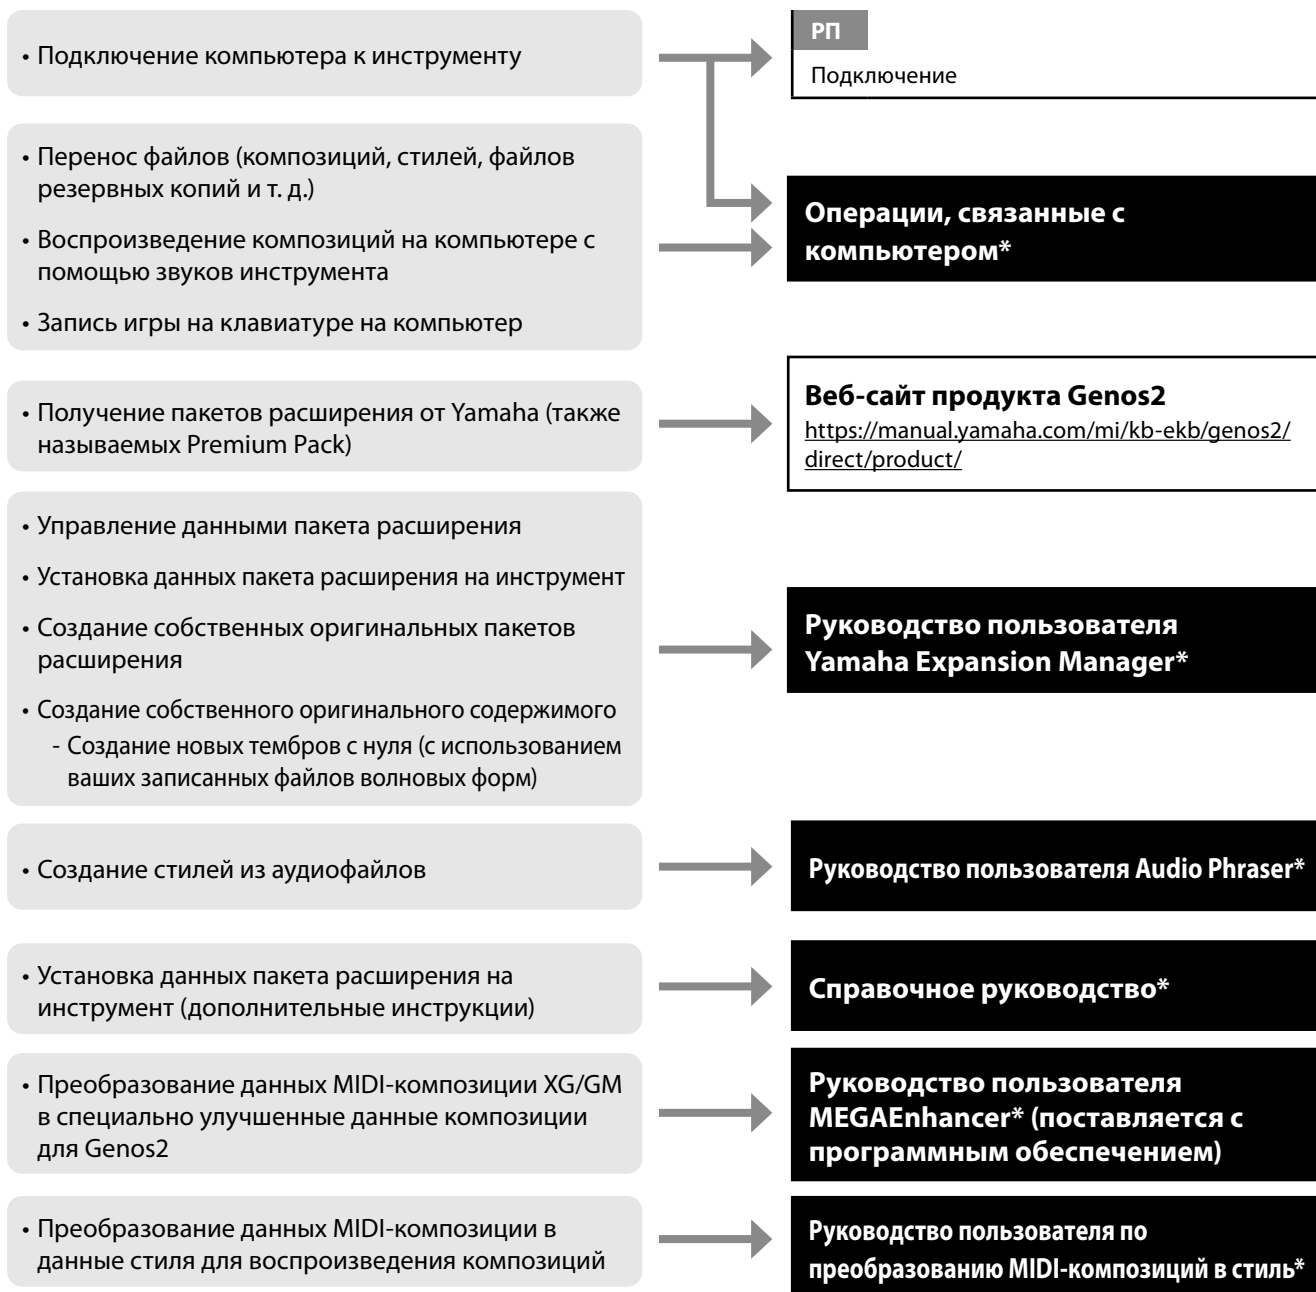 • Подключение компьютера к инструменту
РП
Подключение
• Перенос файлов (композиций, стилей, файлов
резервных копий и т. д.)
• Воспроизведение композиций на компьютере с
помощью звуков инструмента
• Запись игры на клавиатуре на компьютер
Операции, связанные с
компьютером*
• Получение пакетов расширения от Yamaha (также
называемых Premium Pack)
Веб-сайт продукта Genos2
https://manual.yamaha.com/mi/kb-ekb/genos2/
direct/product/
• Управление данными пакета расширения
• Установка данных пакета расширения на инструмент
• Создание собственных оригинальных пакетов
расширения
• Создание собственного оригинального содержимого
- Создание новых тембров с нуля (с использованием
ваших записанных файлов волновых форм)
Руководство пользователя
Yamaha Expansion Manager*
• Создание стилей из аудиофайлов
Руководство пользователя Audio Phraser*
• Установка данных пакета расширения на
инструмент (дополнительные инструкции)
Справочное руководство*
• Преобразование данных MIDI-композиции XG/GM
в специально улучшенные данные композиции
для Genos2
Руководство пользователя
MEGAEnhancer* (поставляется с
программным обеспечением)
• Преобразование данных MIDI-композиции в
данные стиля для воспроизведения композиций
Руководство пользователя по
преобразованию MIDI-композиций в стиль*